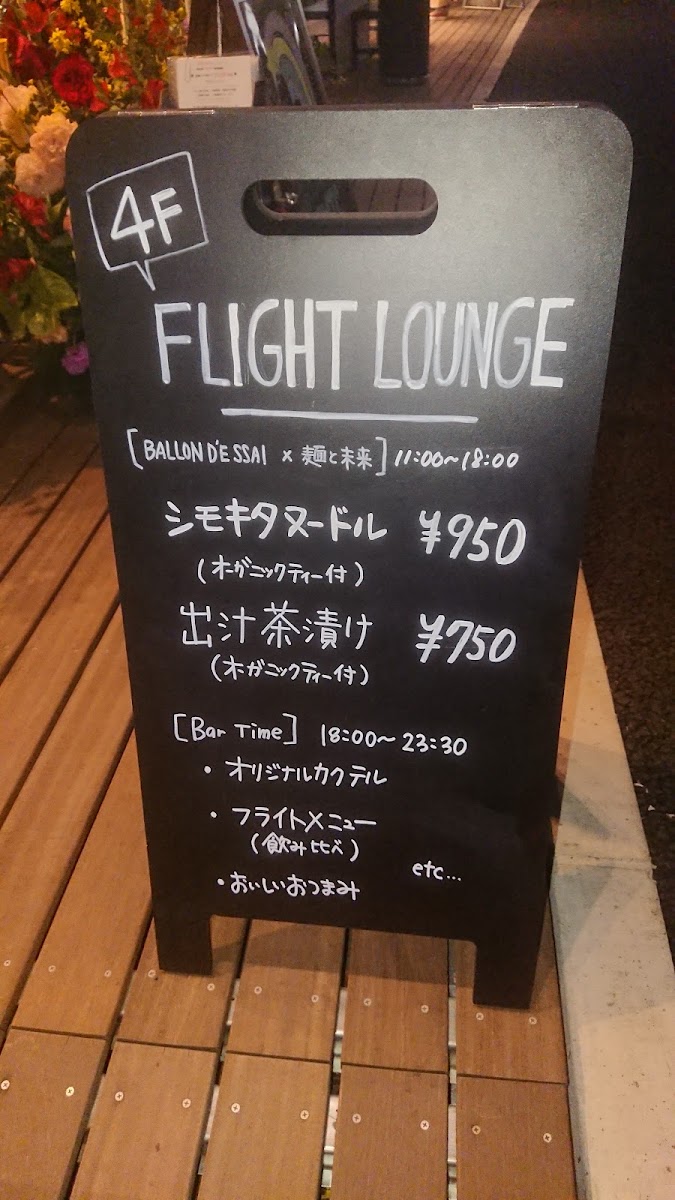 4F
FLIGHT LOUNGE
[BALLON D'ESSAI × 麺と未来] 11:00~18:00
シモキタヌードル ¥950
(オーガニックティー付)
出汁茶漬け ¥750
(オーガニックティー付)
[Bar Time] 18:00~23:30
・オリジナルカクテル
・フライトメニュー
(飲み比べ)
etc...
・おいしいおつまみ